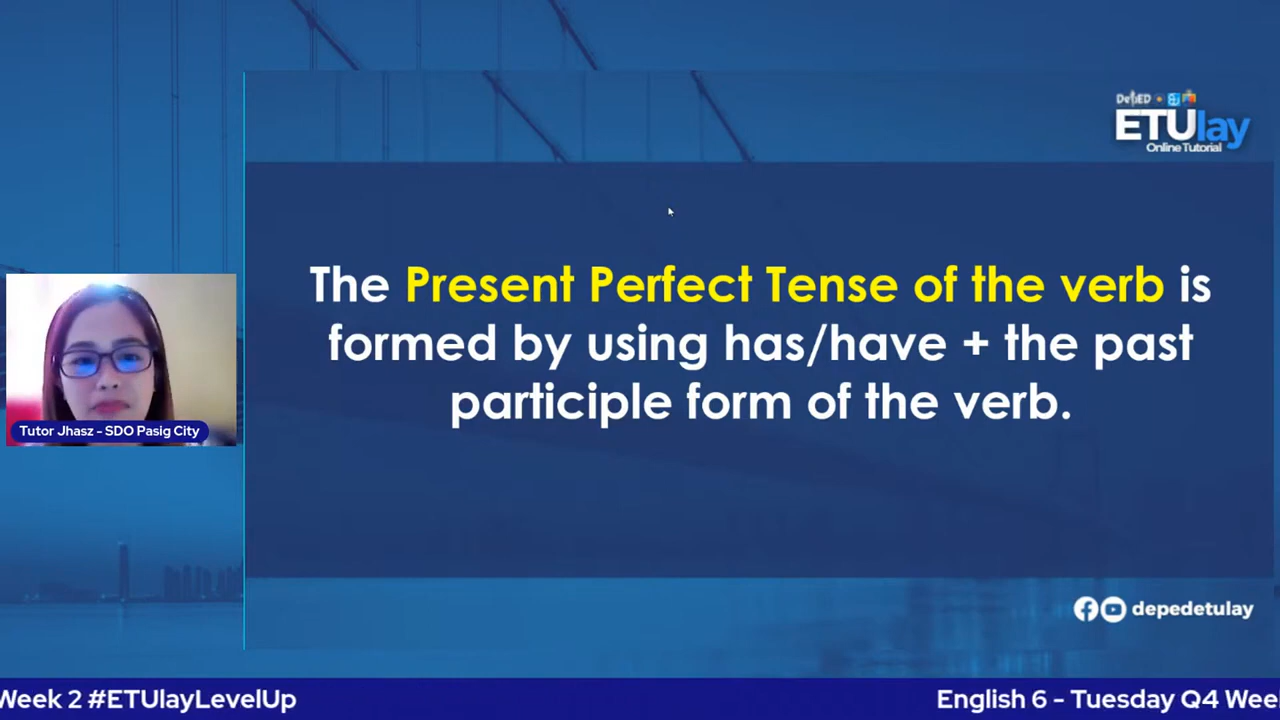 DepED
ETUlay
Online Tutorial
The Present Perfect Tense of the verb is
formed by using has/have + the past
participle form of the verb.
Tutor Jhasz - SDO Pasig City
depedetulay
Week 2 #ETUlayLevelUp
English 6 - Tuesday Q4 Wee